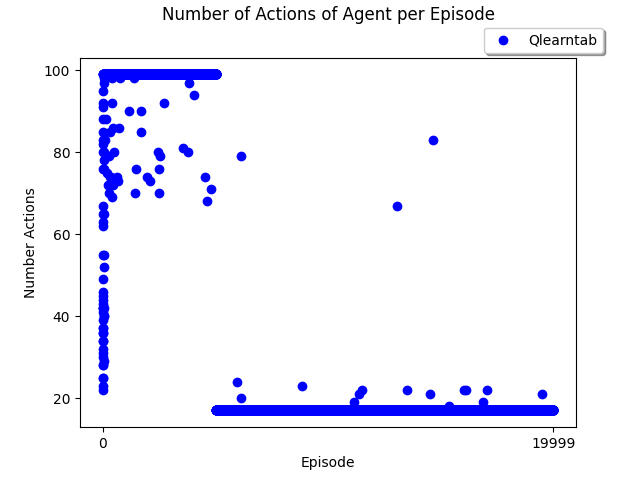 Number of Actions of Agent per Episode
Qlearntab
100
80
60
40
20
Number Actions
0
19999
Episode